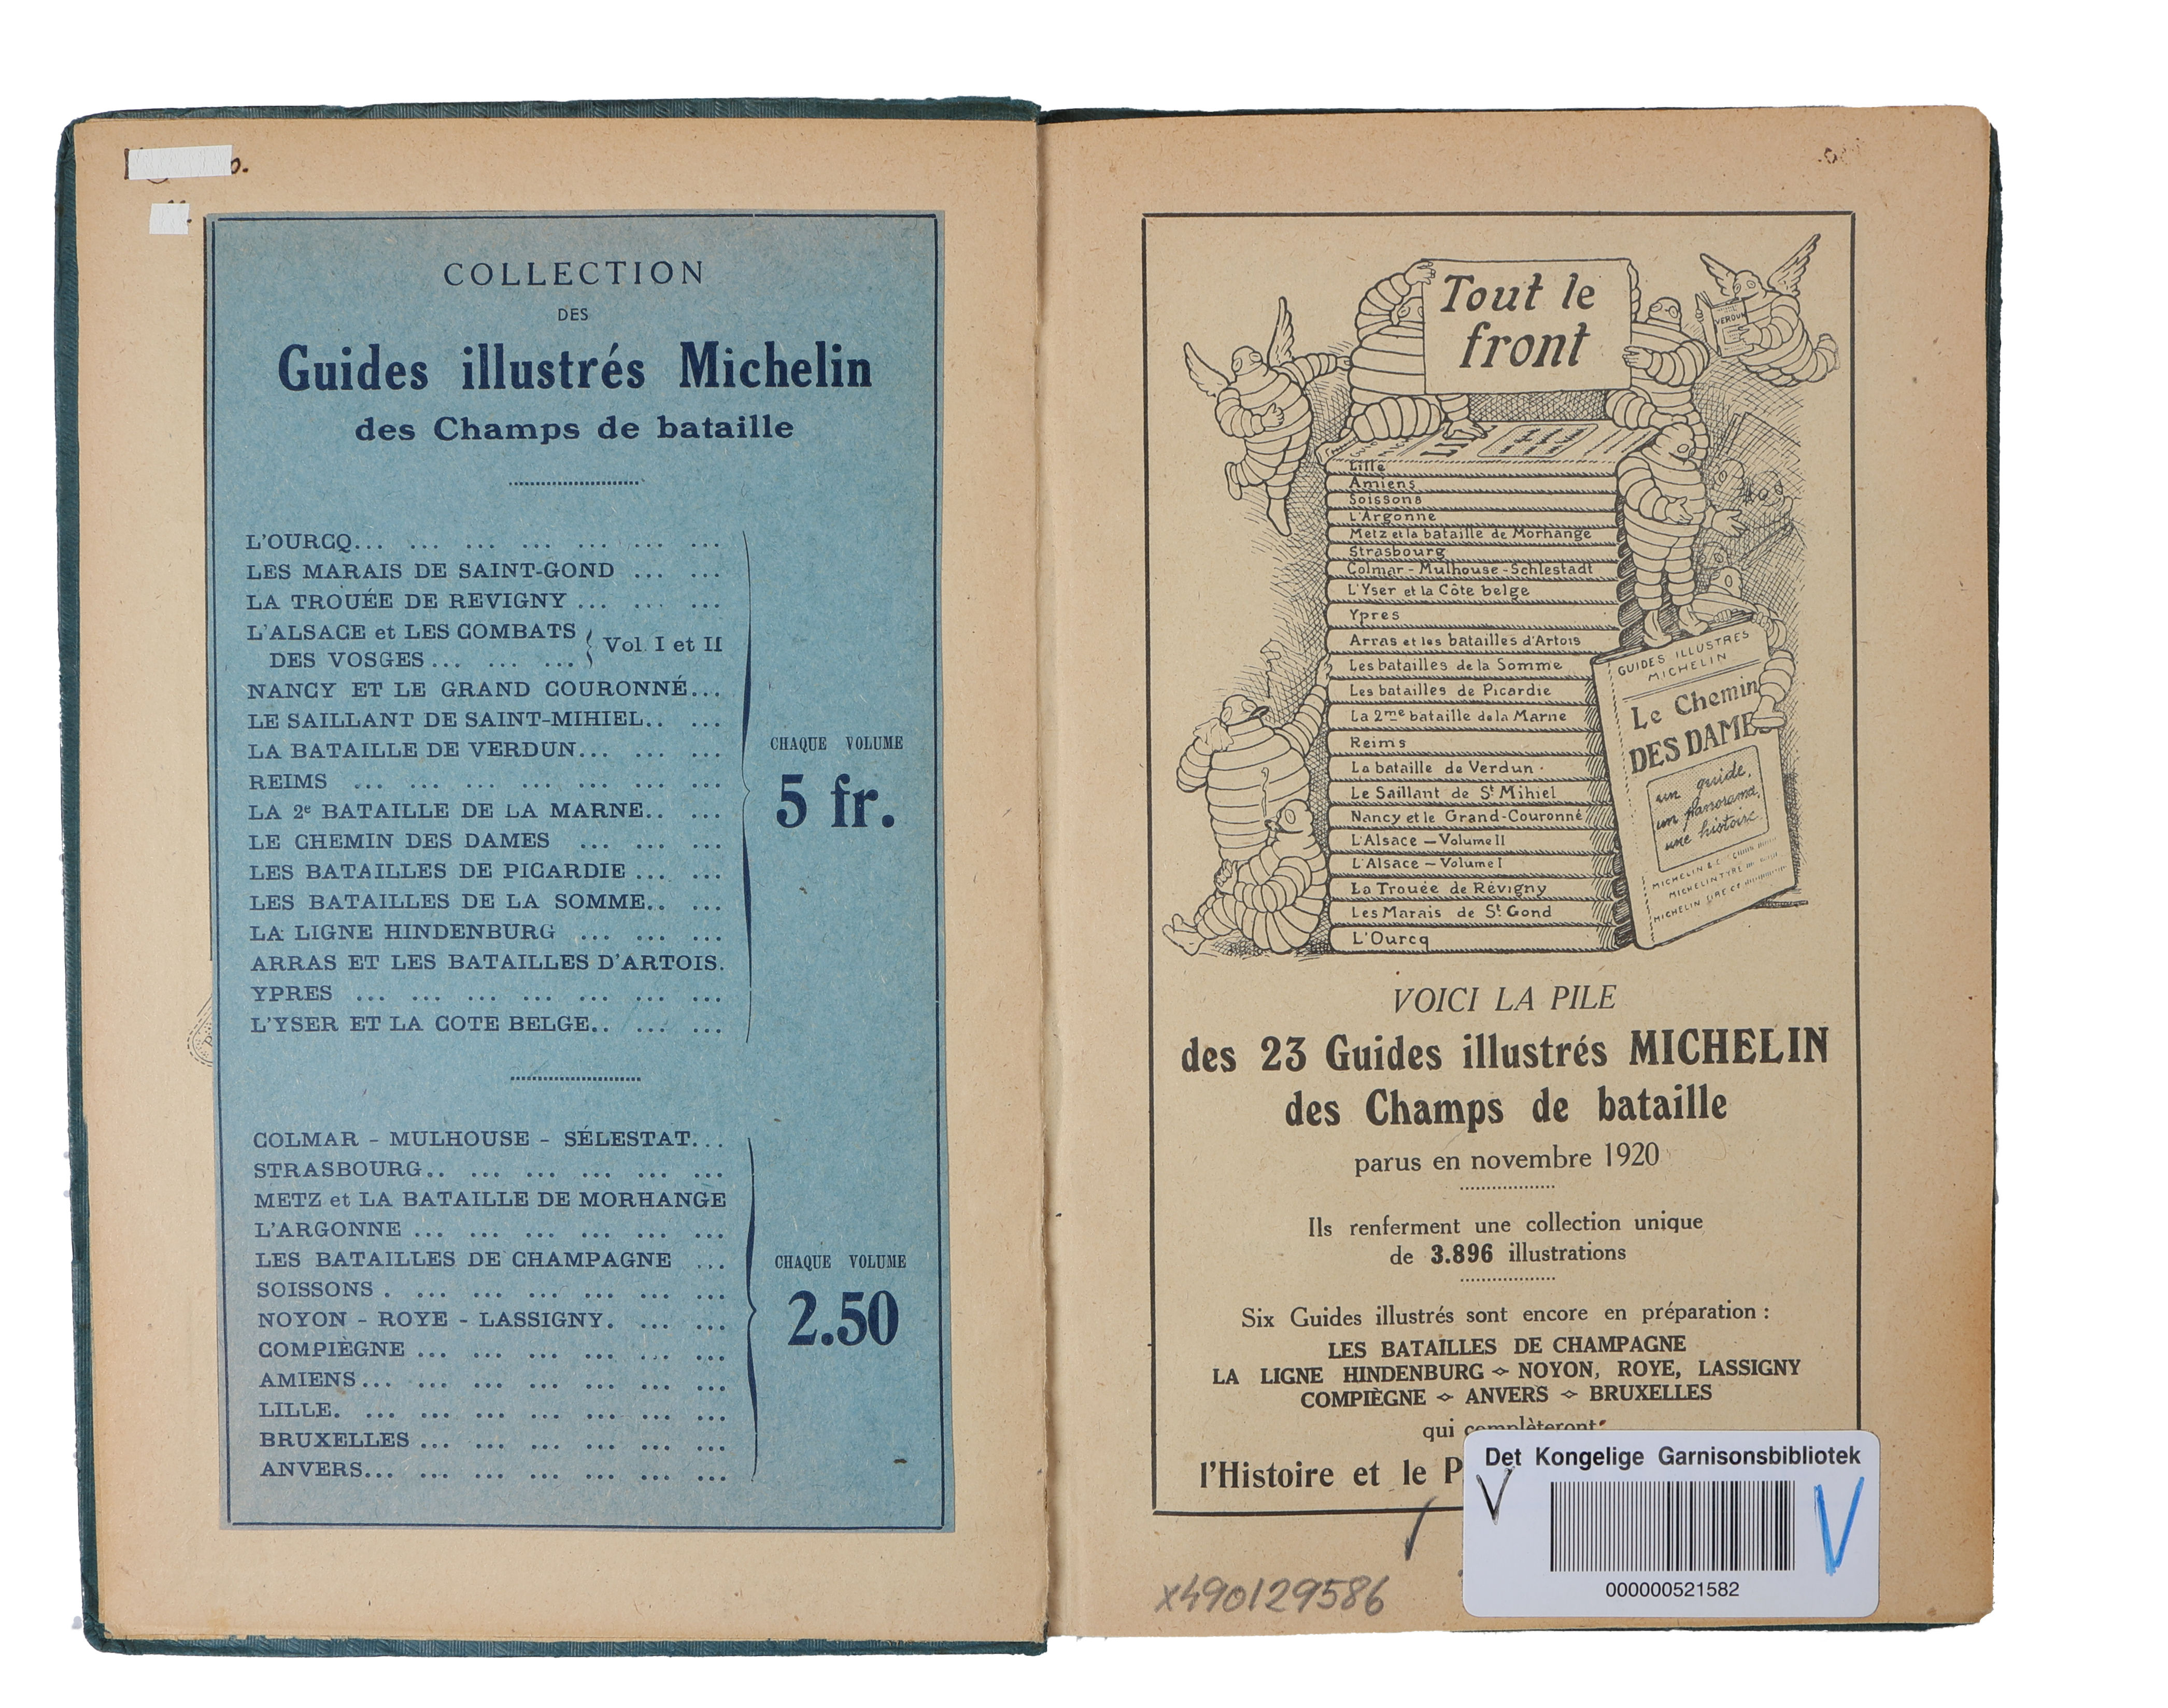 COLLECTION
DES
Guides illustrés Michelin
des Champs de bataille
L'OURCQ... ... ... ... ... ... ...
LES MARAIS DE SAINT-GOND ... ...
LA TROUÉE DE REVIGNY ... ... ...
L'ALSACE et LES COMBATS
DES VOSGES ... ... ... Vol. I et II
NANCY ET LE GRAND COURONNÉ...
LE SAILLANT DE SAINT-MIHIEL.. ...
LA BATAILLE DE VERDUN... ... ...
REIMS ... ... ... ... ... ... ...
LA 2e BATAILLE DE LA MARNE.. ...
LE CHEMIN DES DAMES ... ... ...
LES BATAILLES DE PICARDIE ... ...
LES BATAILLES DE LA SOMME.. ...
LA LIGNE HINDENBURG ... ... ...
ARRAS ET LES BATAILLES D'ARTOIS.
YPRES ... ... ... ... ... ... ...
L'YSER ET LA COTE BELGE.. ... ...
CHAQUE VOLUME
5 fr.
COLMAR - MULHOUSE - SÉLESTAT...
STRASBOURG.. ... ... ... ... ...
METZ et LA BATAILLE DE MORHANGE
L'ARGONNE ... ... ... ... ... ...
LES BATAILLES DE CHAMPAGNE ...
SOISSONS . ... ... ... ... ... ...
NOYON - ROYE - LASSIGNY. ... ...
COMPIÈGNE ... ... ... ... ... ...
AMIENS... ... ... ... ... ... ...
LILLE. ... ... ... ... ... ... ...
BRUXELLES ... ... ... ... ... ...
ANVERS... ... ... ... ... ... ...
CHAQUE VOLUME
2.50
Tout le
front
VERDUN
Lille
Amiens
Soissons
L'Argonne
Metz et la bataille de Morhange
Strasbourg
Colmar - Mulhouse - Schlestadt
L'Yser et la Côte belge
Ypres
Arras et les batailles d'Artois
Les batailles de la Somme
Les batailles de Picardie
La 2me bataille de la Marne
Reims
La bataille de Verdun
Le Saillant de St Mihiel
Nancy et le Grand-Couronné
L'Alsace — Volume II
L'Alsace — Volume I
La Trouée de Révigny
Les Marais de St Gond
L'Ourcq
GUIDES ILLUSTRES
MICHELIN
Le Chemin
DES DAMES
un guide,
un panorama,
une histoire
VOICI LA PILE
des 23 Guides illustrés MICHELIN
des Champs de bataille
parus en novembre 1920
Ils renferment une collection unique
de 3.896 illustrations
Six Guides illustrés sont encore en préparation :
LES BATAILLES DE CHAMPAGNE
LA LIGNE HINDENBURG ⟡ NOYON, ROYE, LASSIGNY
COMPIÈGNE ⟡ ANVERS ⟡ BRUXELLES
qui complèteront
l'Histoire et le P
Det Kongelige Garnisonsbibliotek
V V
000000521582
x490129586